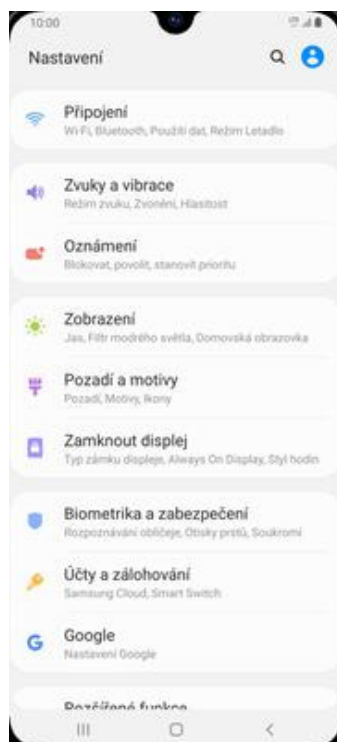 10:00
Nastavení
Připojení
Wi-Fi, Bluetooth, Použití dat, Režim Letadlo
Zvuky a vibrace
Režim zvuku, Zvonění, Hlasitost
Oznámení
Blokovat, povolit, stanovit prioritu
Zobrazení
Jas, Filtr modrého světla, Domovská obrazovka
Pozadí a motivy
Pozadí, Motivy, Ikony
Zamknout displej
Typ zámku displeje, Always On Display, Styl hodin
Biometrika a zabezpečení
Rozpoznávání obličeje, Otisky prstů, Soukromí
Účty a zálohování
Samsung Cloud, Smart Switch
Google
Nastavení Google
Rozšířené funkce